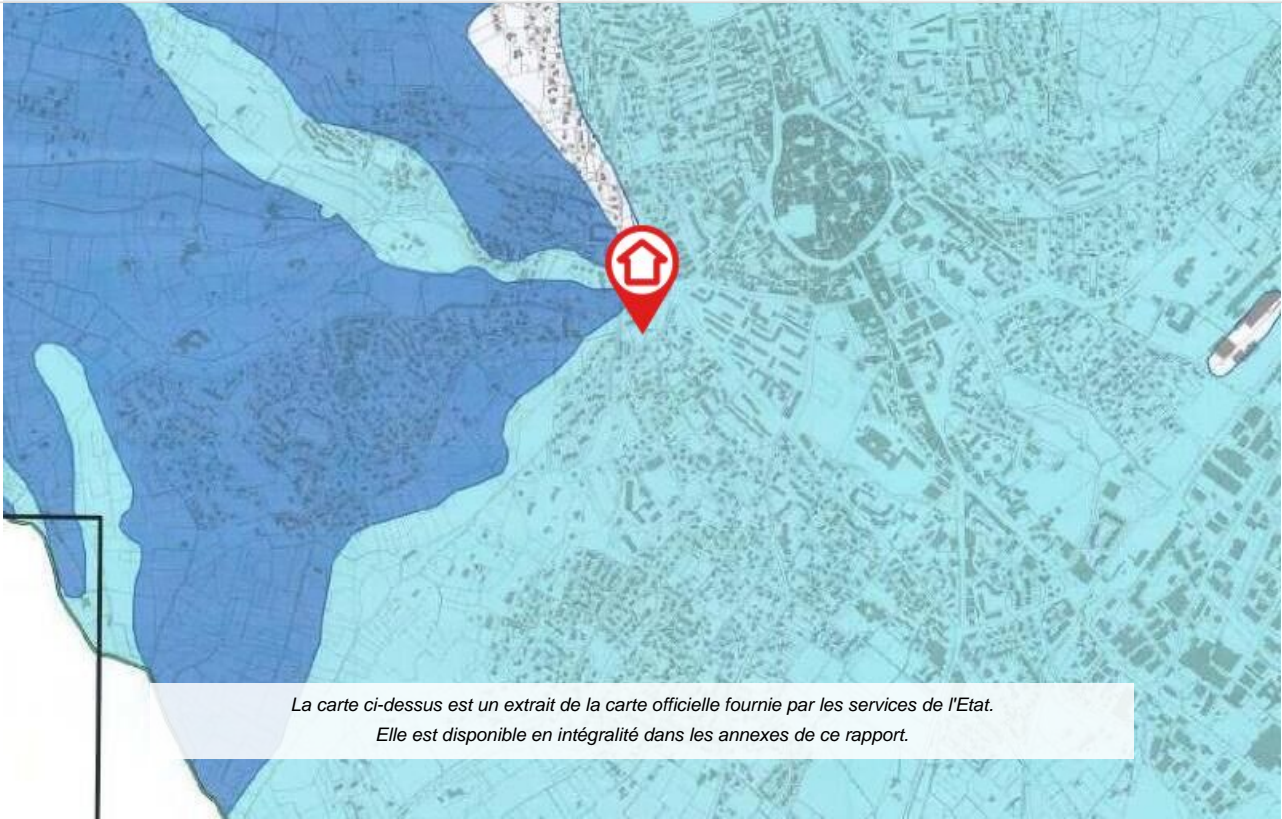 La carte ci-dessus est un extrait de la carte officielle fournie par les services de l'Etat.
Elle est disponible en intégralité dans les annexes de ce rapport.